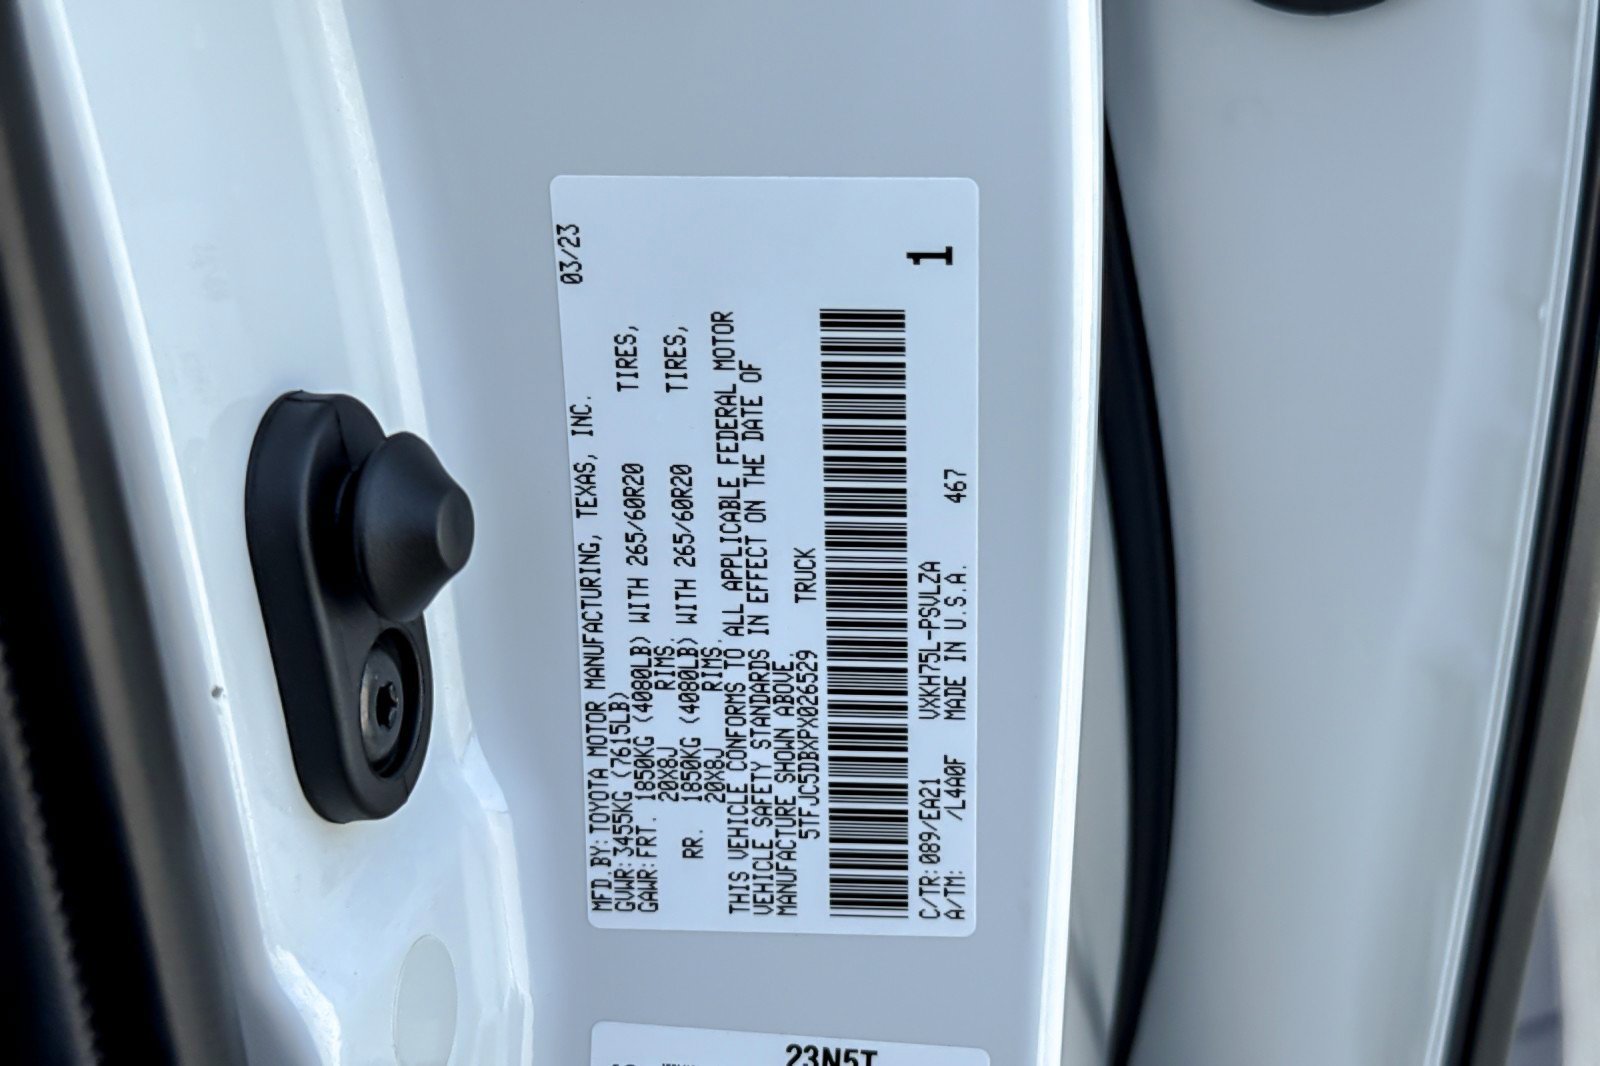 MFD.BY: TOYOTA MOTOR MANUFACTURING, TEXAS, INC. 03/23
GVWR: 3455KG (7615LB)
GAWR: FRT. 1850KG (4080LB) WITH 265/60R20 TIRES,
20X8J RIMS,
RR. 1850KG (4080LB) WITH 265/60R20 TIRES,
20X8J RIMS.
THIS VEHICLE CONFORMS TO ALL APPLICABLE FEDERAL MOTOR
VEHICLE SAFETY STANDARDS IN EFFECT ON THE DATE OF
MANUFACTURE SHOWN ABOVE.
5TFJC5DBXPX026529 TRUCK
C/TR: 089/EA21 VXKH75L-PSVLZA
A/TM: /L4A0F MADE IN U.S.A. 467
1
23N5T